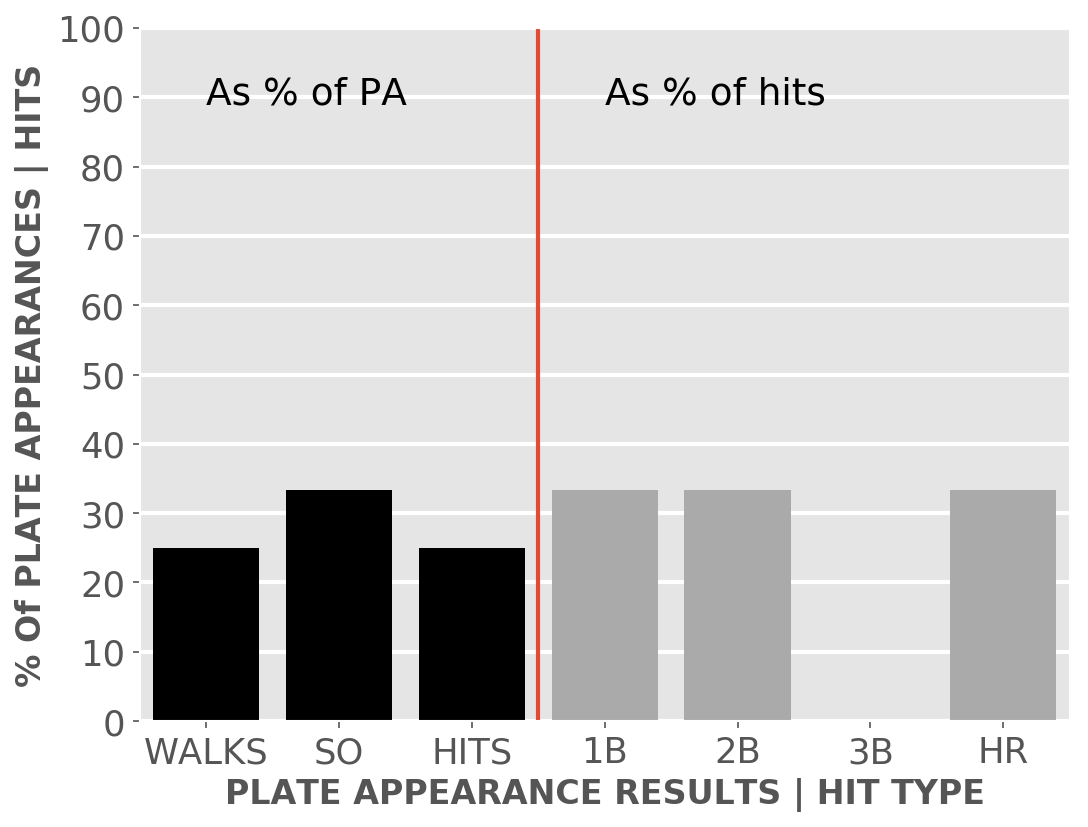 % Of PLATE APPEARANCES | HITS
100
90
80
70
60
50
40
30
20
10
0
As % of PA
As % of hits
WALKS SO HITS 1B 2B 3B HR
PLATE APPEARANCE RESULTS | HIT TYPE